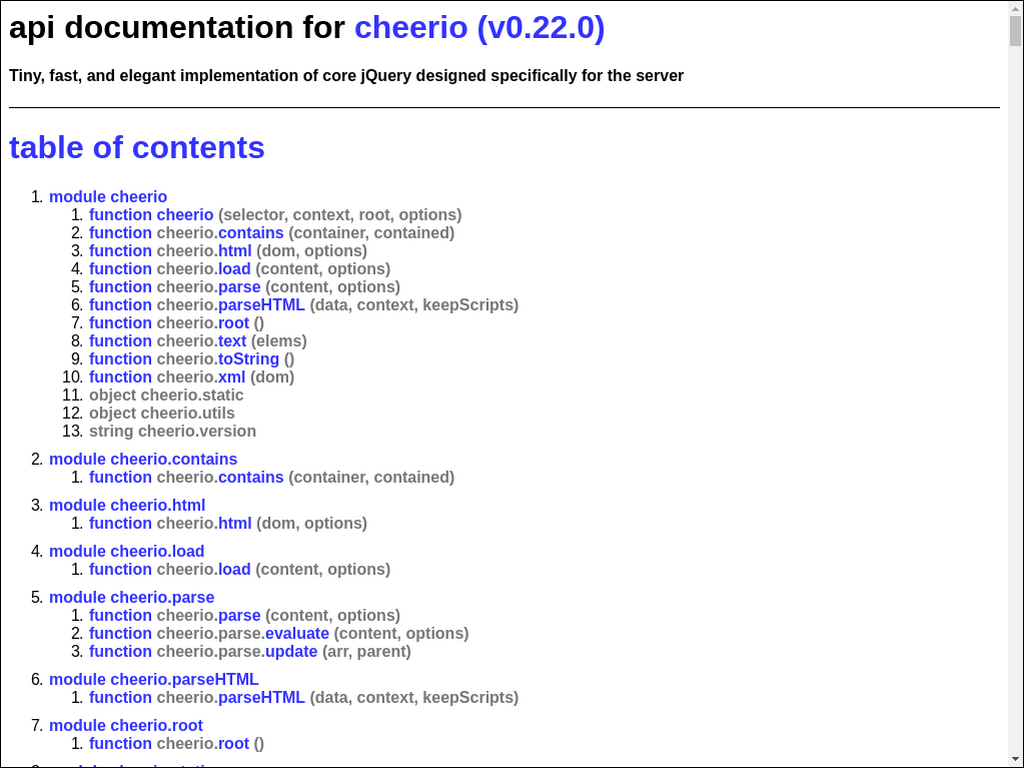 api documentation for cheerio (v0.22.0)
Tiny, fast, and elegant implementation of core jQuery designed specifically for the server
table of contents
1. module cheerio
1. function cheerio (selector, context, root, options)
2. function cheerio.contains (container, contained)
3. function cheerio.html (dom, options)
4. function cheerio.load (content, options)
5. function cheerio.parse (content, options)
6. function cheerio.parseHTML (data, context, keepScripts)
7. function cheerio.root ()
8. function cheerio.text (elems)
9. function cheerio.toString ()
10. function cheerio.xml (dom)
11. object cheerio.static
12. object cheerio.utils
13. string cheerio.version
2. module cheerio.contains
1. function cheerio.contains (container, contained)
3. module cheerio.html
1. function cheerio.html (dom, options)
4. module cheerio.load
1. function cheerio.load (content, options)
5. module cheerio.parse
1. function cheerio.parse (content, options)
2. function cheerio.parse.evaluate (content, options)
3. function cheerio.parse.update (arr, parent)
6. module cheerio.parseHTML
1. function cheerio.parseHTML (data, context, keepScripts)
7. module cheerio.root
1. function cheerio.root ()